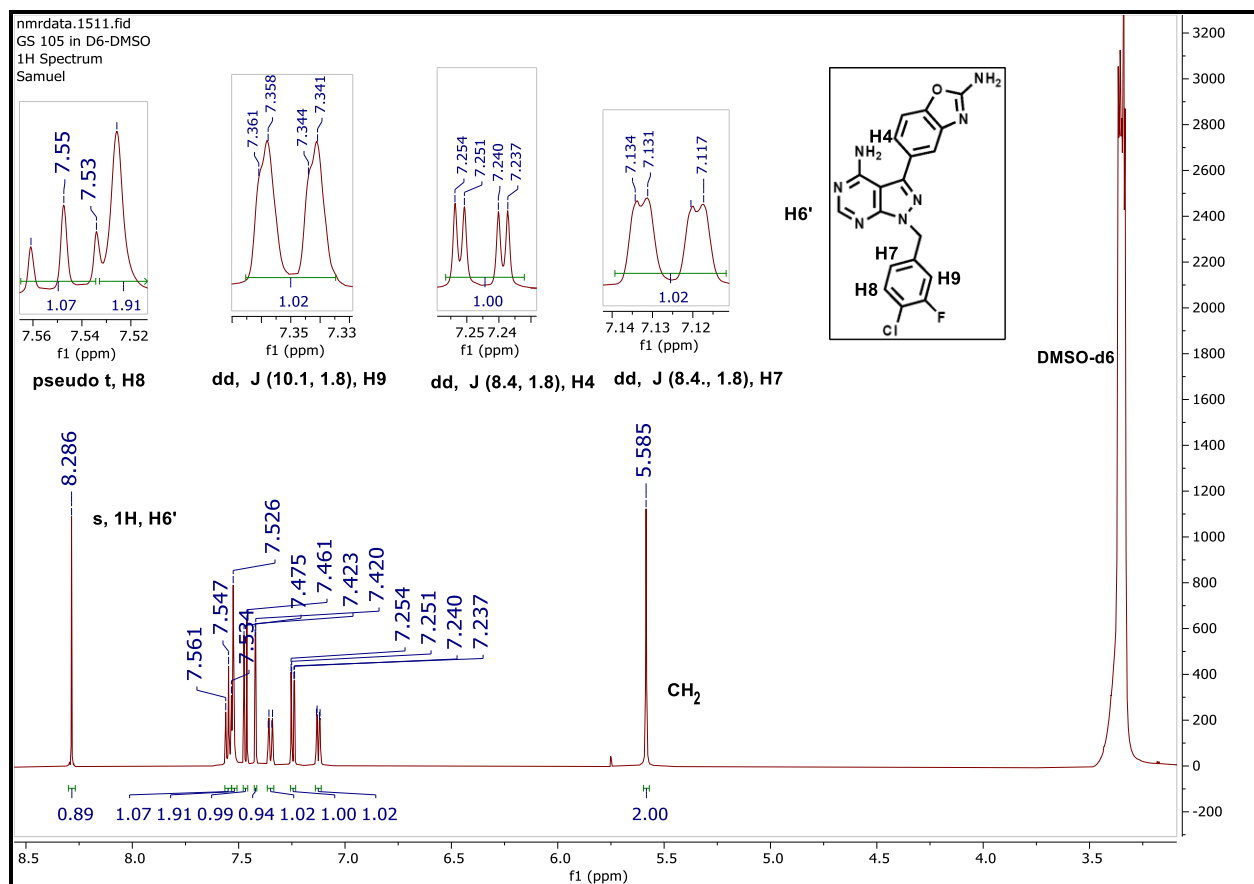 nmrdata.1511.fid
GS 105 in D6-DMSO
1H Spectrum
Samuel
7.55
7.53
1.07
1.91
7.56 7.54 7.52
f1 (ppm)
pseudo t, H8
7.361
7.358
7.344
7.341
1.02
7.35 7.33
f1 (ppm)
dd, J (10.1, 1.8), H9
7.254
7.251
7.240
7.237
1.00
7.25 7.24
f1 (ppm)
dd, J (8.4, 1.8), H4
7.134
7.131
7.117
1.02
7.14 7.13 7.12
f1 (ppm)
dd, J (8.4., 1.8), H7
NH2
O
N
H4
NH2
N
N
N
N
H6'
H7
H9
H8
F
Cl
DMSO-d6
8.286
s, 1H, H6'
7.561
7.547
7.534
7.526
7.475
7.461
7.423
7.420
7.254
7.251
7.240
7.237
5.585
CH2
0.89 1.07 1.91 0.99 0.94 1.02 1.00 1.02 2.00
8.5 8.0 7.5 7.0 6.5 6.0 5.5 5.0 4.5 4.0 3.5
f1 (ppm)
3200
3000
2800
2600
2400
2200
2000
1800
1600
1400
1200
1000
800
600
400
200
0
-200